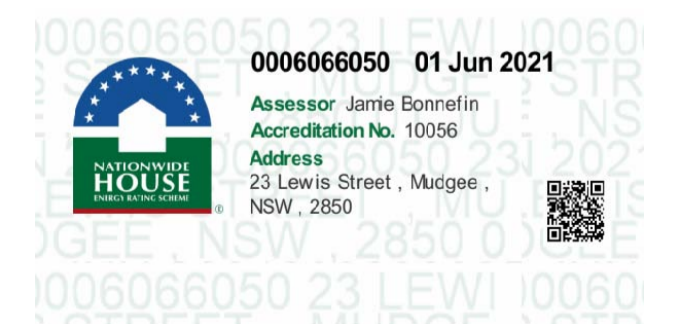 0006066050 01 Jun 2021
Assessor Jamie Bonnefin
Accreditation No. 10056
Address
23 Lewis Street , Mudgee ,
NSW , 2850
NATIONWIDE
HOUSE
ENERGY RATING SCHEME
®